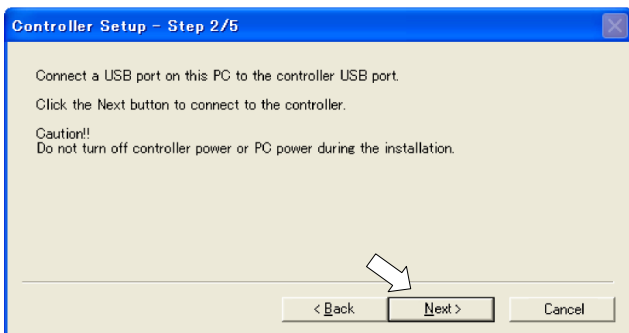 Controller Setup - Step 2/5
Connect a USB port on this PC to the controller USB port.
Click the Next button to connect to the controller.
Caution!!
Do not turn off controller power or PC power during the installation.
< Back
Next >
Cancel